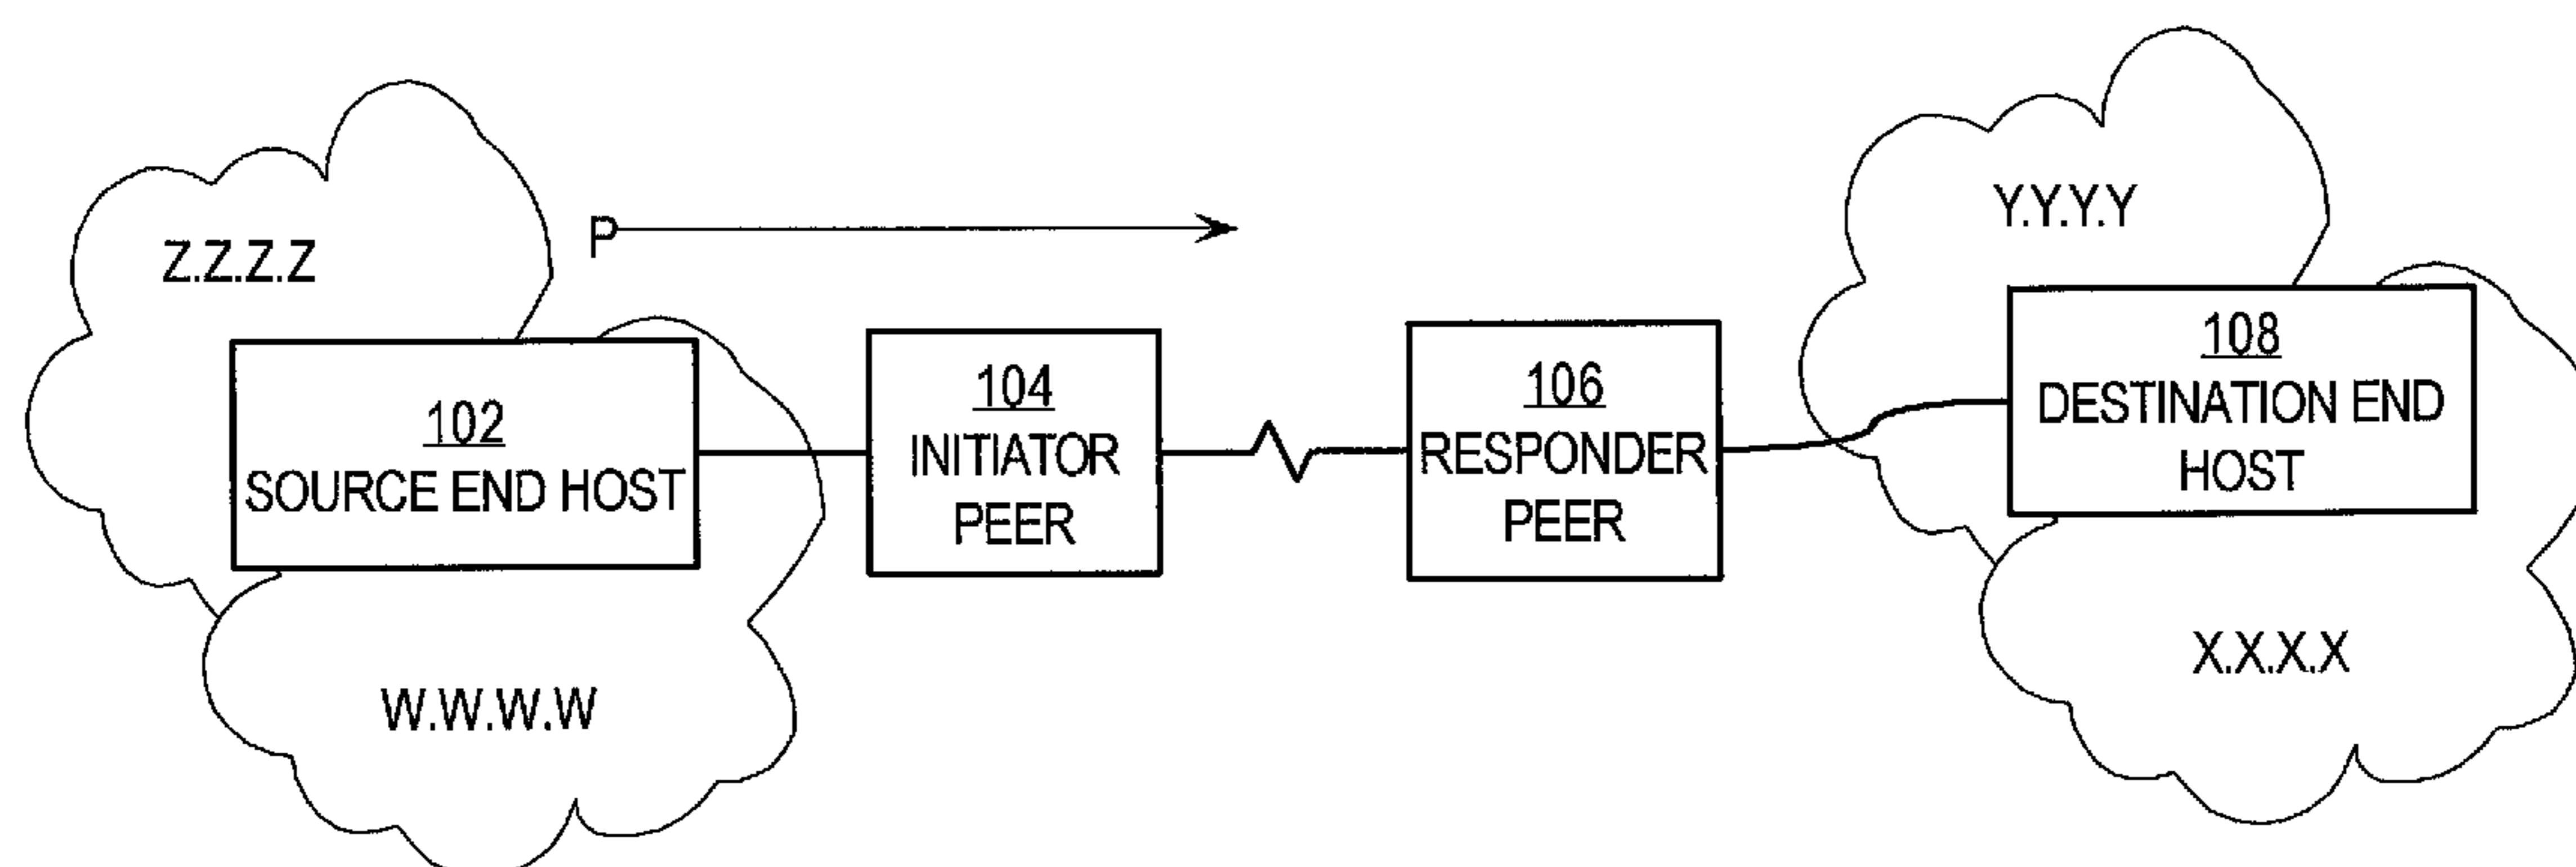 Z.Z.Z.Z
P
Y.Y.Y.Y
102
SOURCE END HOST
104
INITIATOR
PEER
106
RESPONDER
PEER
108
DESTINATION END
HOST
W.W.W.W
X.X.X.X